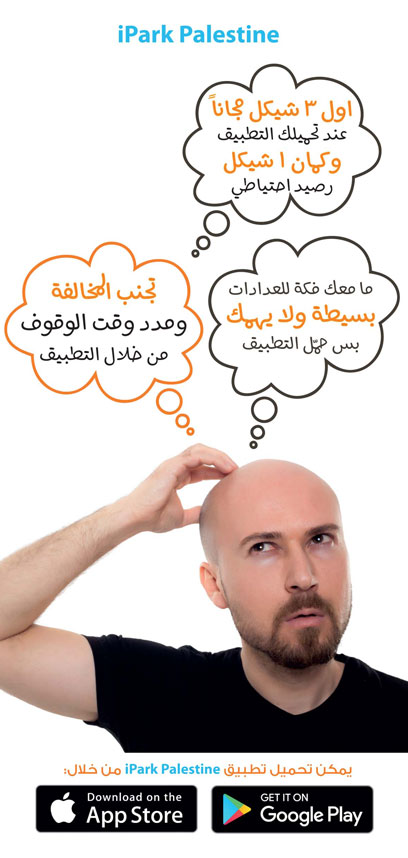 iPark Palestine
اول ٣ شيكل مجاناً
عند تحميلك التطبيق
وكمان ١ شيكل
رصيد احتياطي
ما معك فكة للعدادات
بسيطة ولا يهمك
بس حمّل التطبيق
تجنب المخالفة
ومدد وقت الوقوف
من خلال التطبيق
يمكن تحميل تطبيق iPark Palestine من خلال:
Download on the
App Store
GET IT ON
Google Play